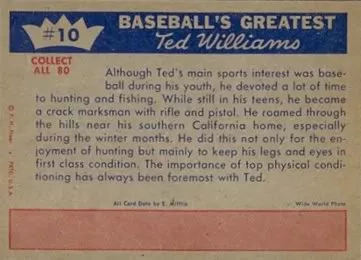 #10
BASEBALL'S GREATEST
Ted Williams
COLLECT
ALL 80
Although Ted's main sports interest was base-
ball during his youth, he devoted a lot of time
to hunting and fishing. While still in his teens, he became
a crack marksman with rifle and pistol. He roamed through
the hills near his southern California home, especially
during the winter months. He did this not only for the en-
joyment of hunting but mainly to keep his legs and eyes in
first class condition. The importance of top physical condi-
tioning has always been foremost with Ted.
All Card Data by E. Mifflin
Wide World Photo